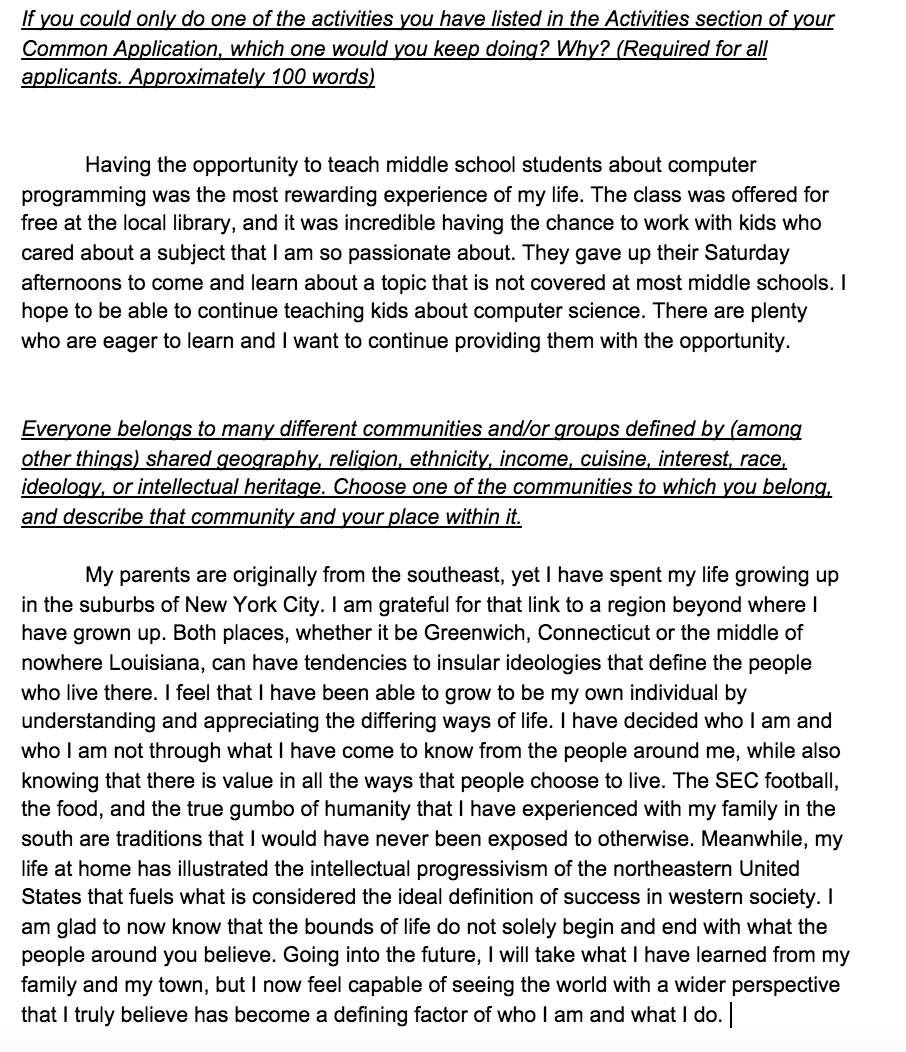 If you could only do one of the activities you have listed in the Activities section of your
Common Application, which one would you keep doing? Why? (Required for all
applicants. Approximately 100 words)
Having the opportunity to teach middle school students about computer
programming was the most rewarding experience of my life. The class was offered for
free at the local library, and it was incredible having the chance to work with kids who
cared about a subject that I am so passionate about. They gave up their Saturday
afternoons to come and learn about a topic that is not covered at most middle schools. I
hope to be able to continue teaching kids about computer science. There are plenty
who are eager to learn and I want to continue providing them with the opportunity.
Everyone belongs to many different communities and/or groups defined by (among
other things) shared geography, religion, ethnicity, income, cuisine, interest, race,
ideology, or intellectual heritage. Choose one of the communities to which you belong,
and describe that community and your place within it.
My parents are originally from the southeast, yet I have spent my life growing up
in the suburbs of New York City. I am grateful for that link to a region beyond where I
have grown up. Both places, whether it be Greenwich, Connecticut or the middle of
nowhere Louisiana, can have tendencies to insular ideologies that define the people
who live there. I feel that I have been able to grow to be my own individual by
understanding and appreciating the differing ways of life. I have decided who I am and
who I am not through what I have come to know from the people around me, while also
knowing that there is value in all the ways that people choose to live. The SEC football,
the food, and the true gumbo of humanity that I have experienced with my family in the
south are traditions that I would have never been exposed to otherwise. Meanwhile, my
life at home has illustrated the intellectual progressivism of the northeastern United
States that fuels what is considered the ideal definition of success in western society. I
am glad to now know that the bounds of life do not solely begin and end with what the
people around you believe. Going into the future, I will take what I have learned from my
family and my town, but I now feel capable of seeing the world with a wider perspective
that I truly believe has become a defining factor of who I am and what I do.